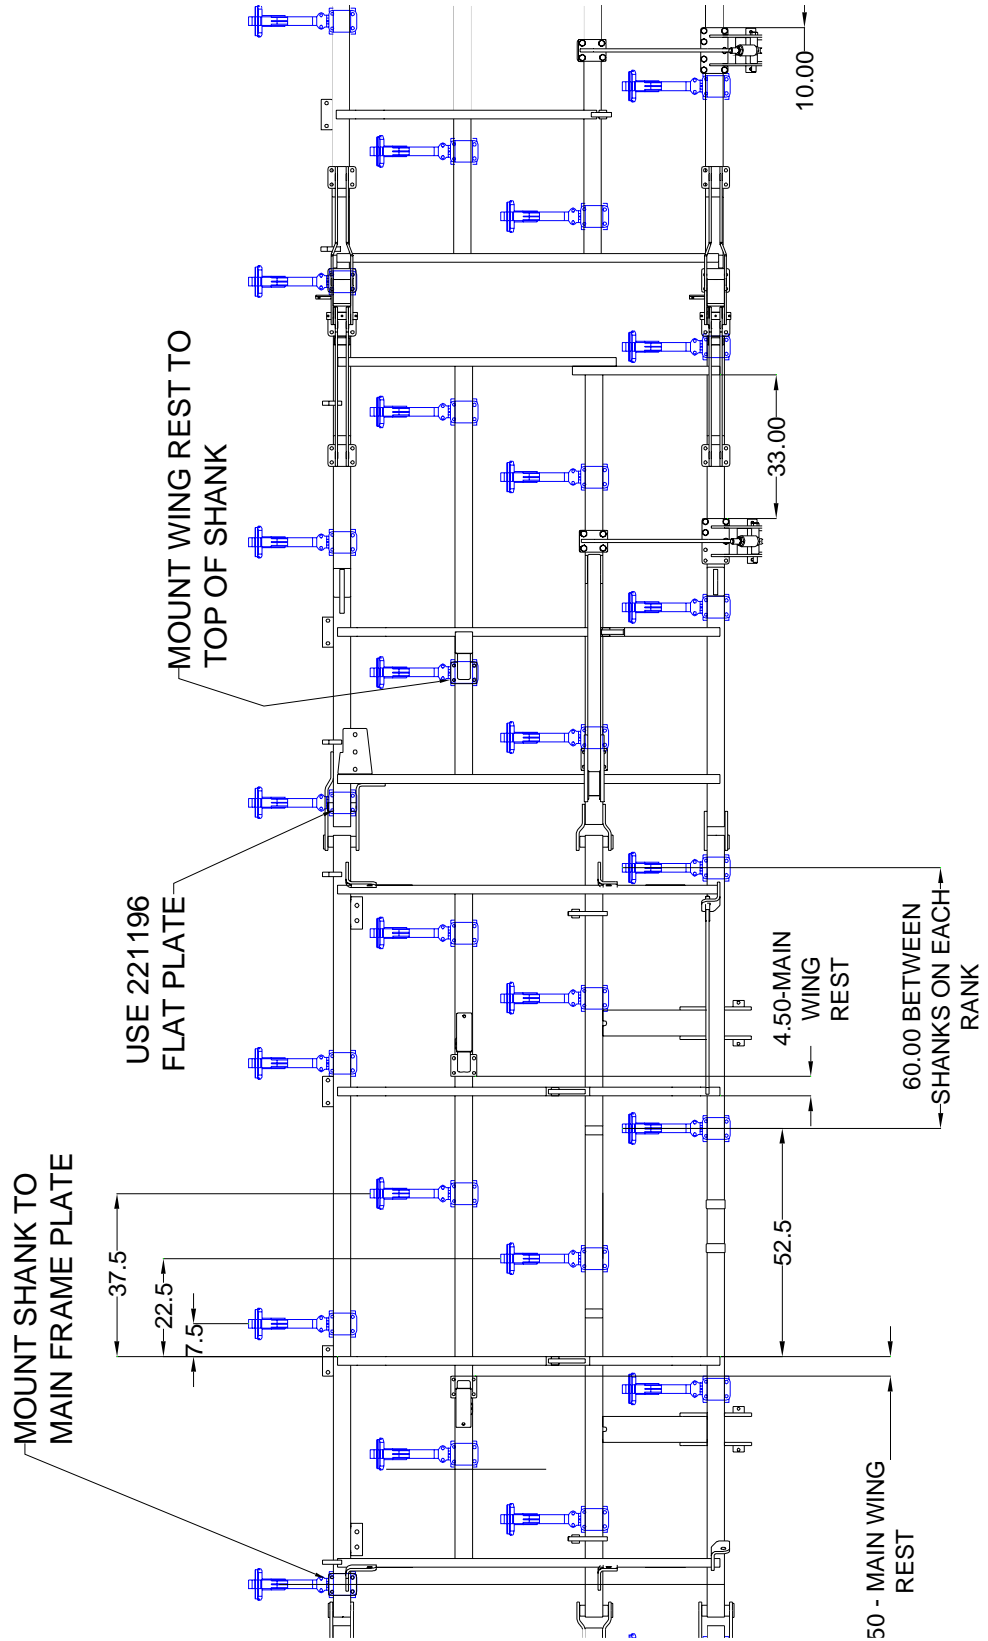 10.00
MOUNT WING REST TO
TOP OF SHANK
33.00
USE 221196
FLAT PLATE
4.50-MAIN
WING
REST
60.00 BETWEEN
SHANKS ON EACH
RANK
MOUNT SHANK TO
MAIN FRAME PLATE
37.5
22.5
7.5
52.5
50 - MAIN WING
REST